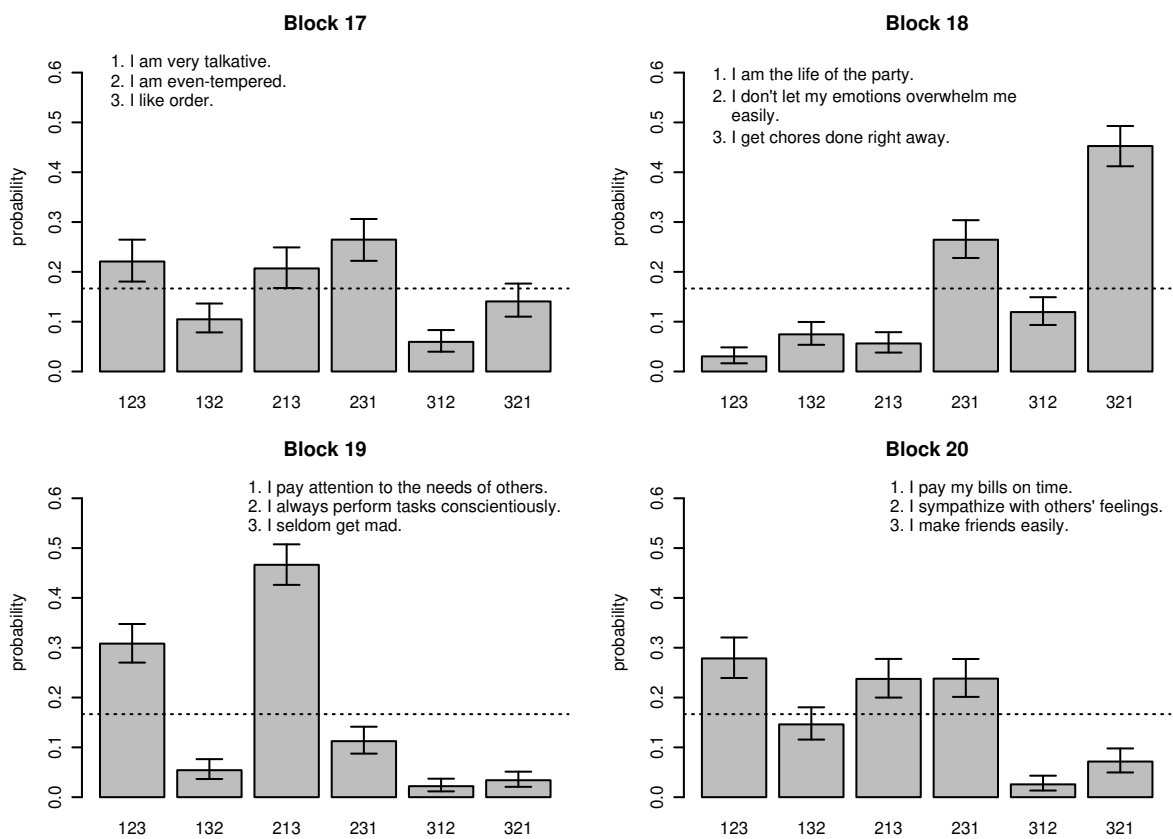 Block 17
1. I am very talkative.
2. I am even-tempered.
3. I like order.
probability
0.6
0.5
0.4
0.3
0.2
0.1
0.0
123 132 213 231 312 321
Block 18
1. I am the life of the party.
2. I don't let my emotions overwhelm me
easily.
3. I get chores done right away.
probability
0.6
0.5
0.4
0.3
0.2
0.1
0.0
123 132 213 231 312 321
Block 19
1. I pay attention to the needs of others.
2. I always perform tasks conscientiously.
3. I seldom get mad.
probability
0.6
0.5
0.4
0.3
0.2
0.1
0.0
123 132 213 231 312 321
Block 20
1. I pay my bills on time.
2. I sympathize with others' feelings.
3. I make friends easily.
probability
0.6
0.5
0.4
0.3
0.2
0.1
0.0
123 132 213 231 312 321